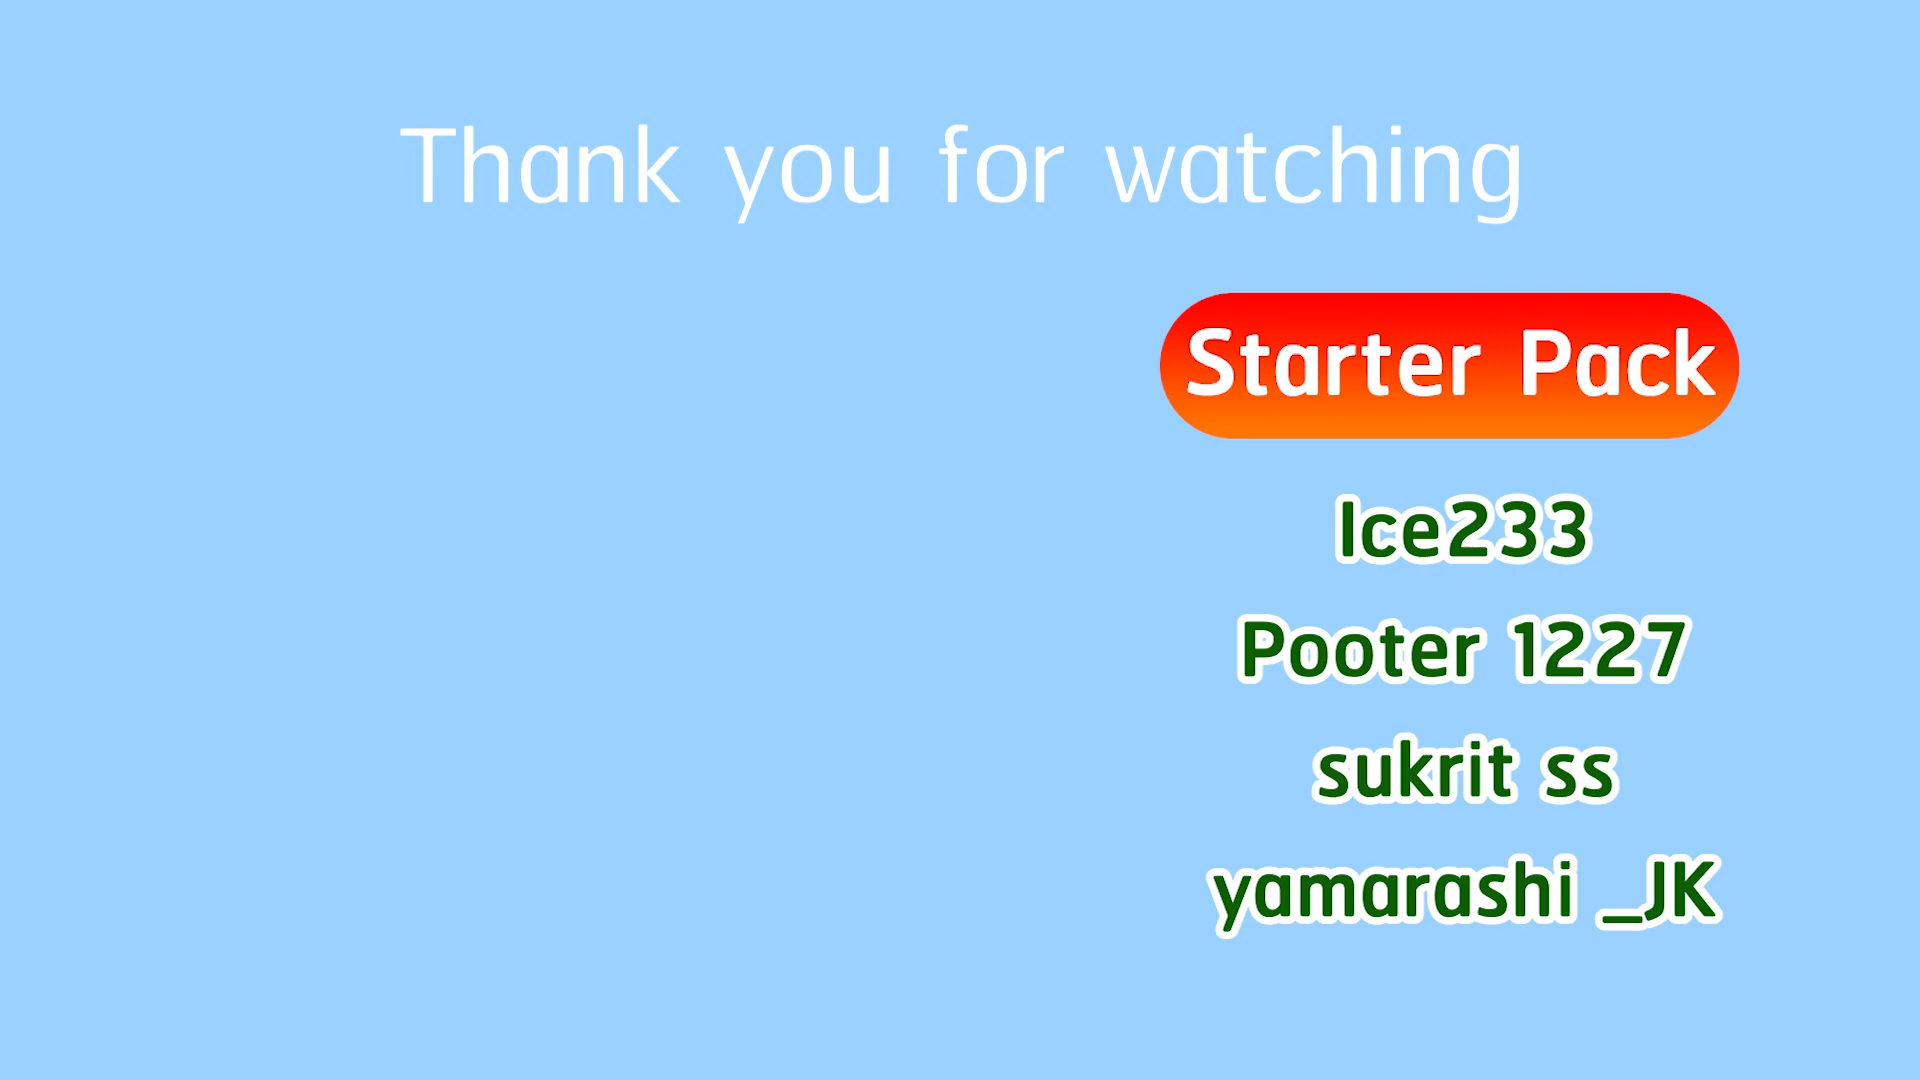 Thank you for watching
Starter Pack
Ice233
Pooter 1227
sukrit ss
yamarashi _JK